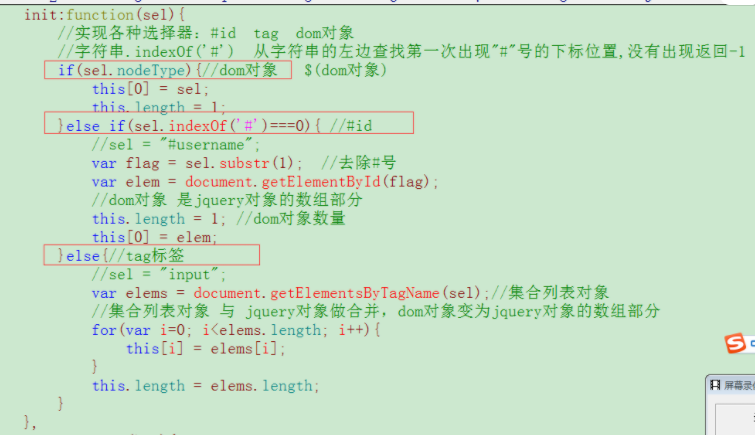 init:function(sel){
//实现各种选择器：#id tag dom对象
//字符串.indexOf('#') 从字符串的左边查找第一次出现"#"号的下标位置,没有出现返回-1
if(sel.nodeType){//dom对象 $(dom对象)
this[0] = sel;
this.length = 1;
}else if(sel.indexOf('#')===0){ //#id
//sel = "#username";
var flag = sel.substr(1); //去除#号
var elem = document.getElementById(flag);
//dom对象 是jquery对象的数组部分
this.length = 1; //dom对象数量
this[0] = elem;
}else{//tag标签
//sel = "input";
var elems = document.getElementsByTagName(sel);//集合列表对象
//集合列表对象 与 jquery对象做合并，dom对象变为jquery对象的数组部分
for(var i=0; i<elems.length; i++){
this[i] = elems[i];
}
this.length = elems.length;
}
},
屏幕录